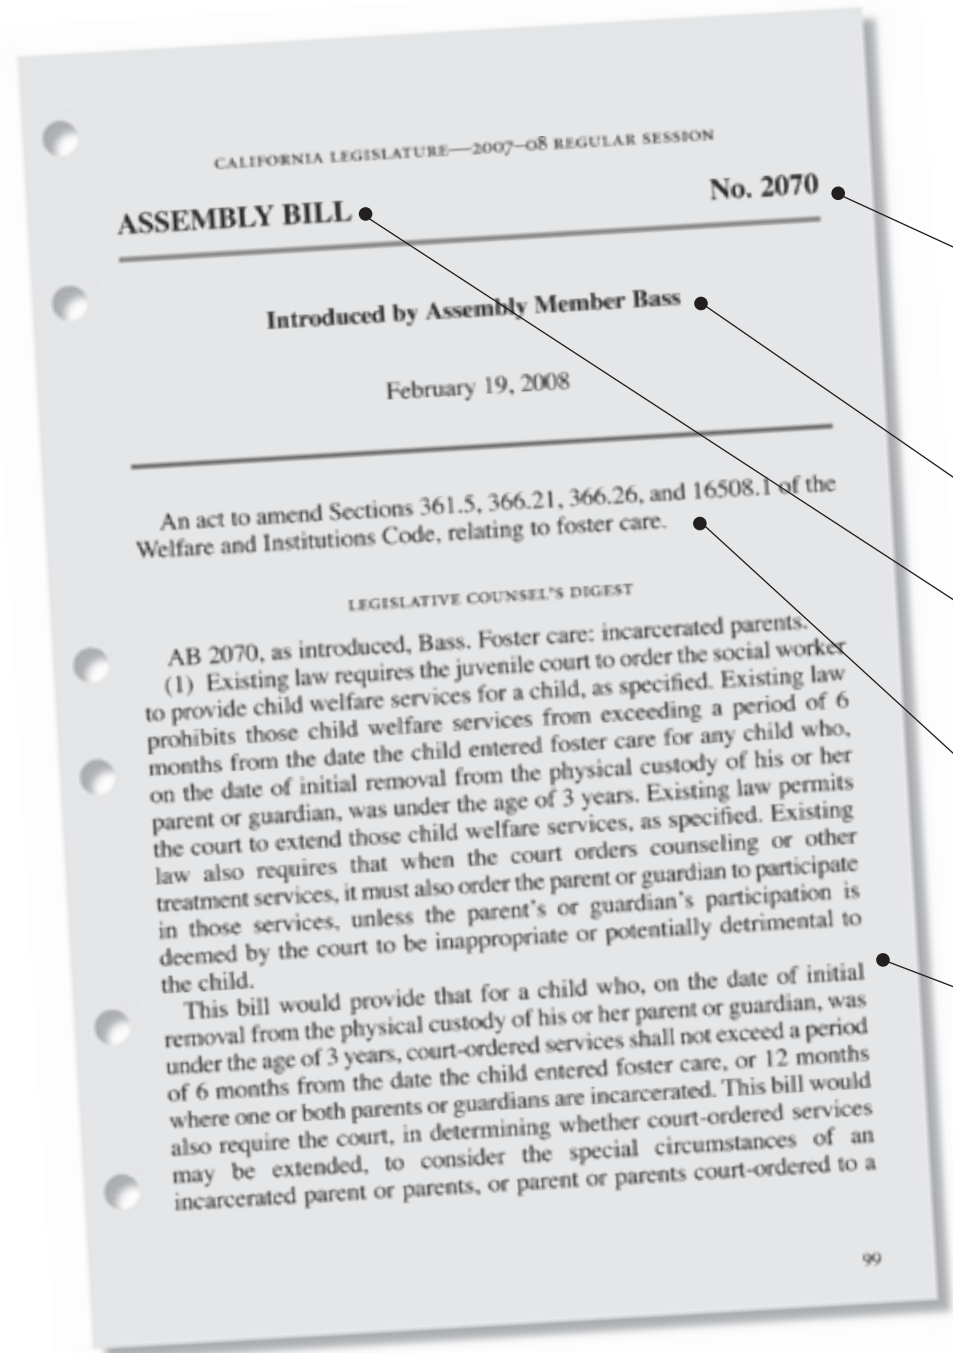 CALIFORNIA LEGISLATURE—2007–08 REGULAR SESSION
ASSEMBLY BILL No. 2070
Introduced by Assembly Member Bass
February 19, 2008
An act to amend Sections 361.5, 366.21, 366.26, and 16508.1 of the
Welfare and Institutions Code, relating to foster care.
LEGISLATIVE COUNSEL'S DIGEST
AB 2070, as introduced, Bass. Foster care: incarcerated parents.
(1) Existing law requires the juvenile court to order the social worker
to provide child welfare services for a child, as specified. Existing law
prohibits those child welfare services from exceeding a period of 6
months from the date the child entered foster care for any child who,
on the date of initial removal from the physical custody of his or her
parent or guardian, was under the age of 3 years. Existing law permits
the court to extend those child welfare services, as specified. Existing
law also requires that when the court orders counseling or other
treatment services, it must also order the parent or guardian to participate
in those services, unless the parent's or guardian's participation is
deemed by the court to be inappropriate or potentially detrimental to
the child.
This bill would provide that for a child who, on the date of initial
removal from the physical custody of his or her parent or guardian, was
under the age of 3 years, court-ordered services shall not exceed a period
of 6 months from the date the child entered foster care, or 12 months
where one or both parents or guardians are incarcerated. This bill would
also require the court, in determining whether court-ordered services
may be extended, to consider the special circumstances of an
incarcerated parent or parents, or parent or parents court-ordered to a
99